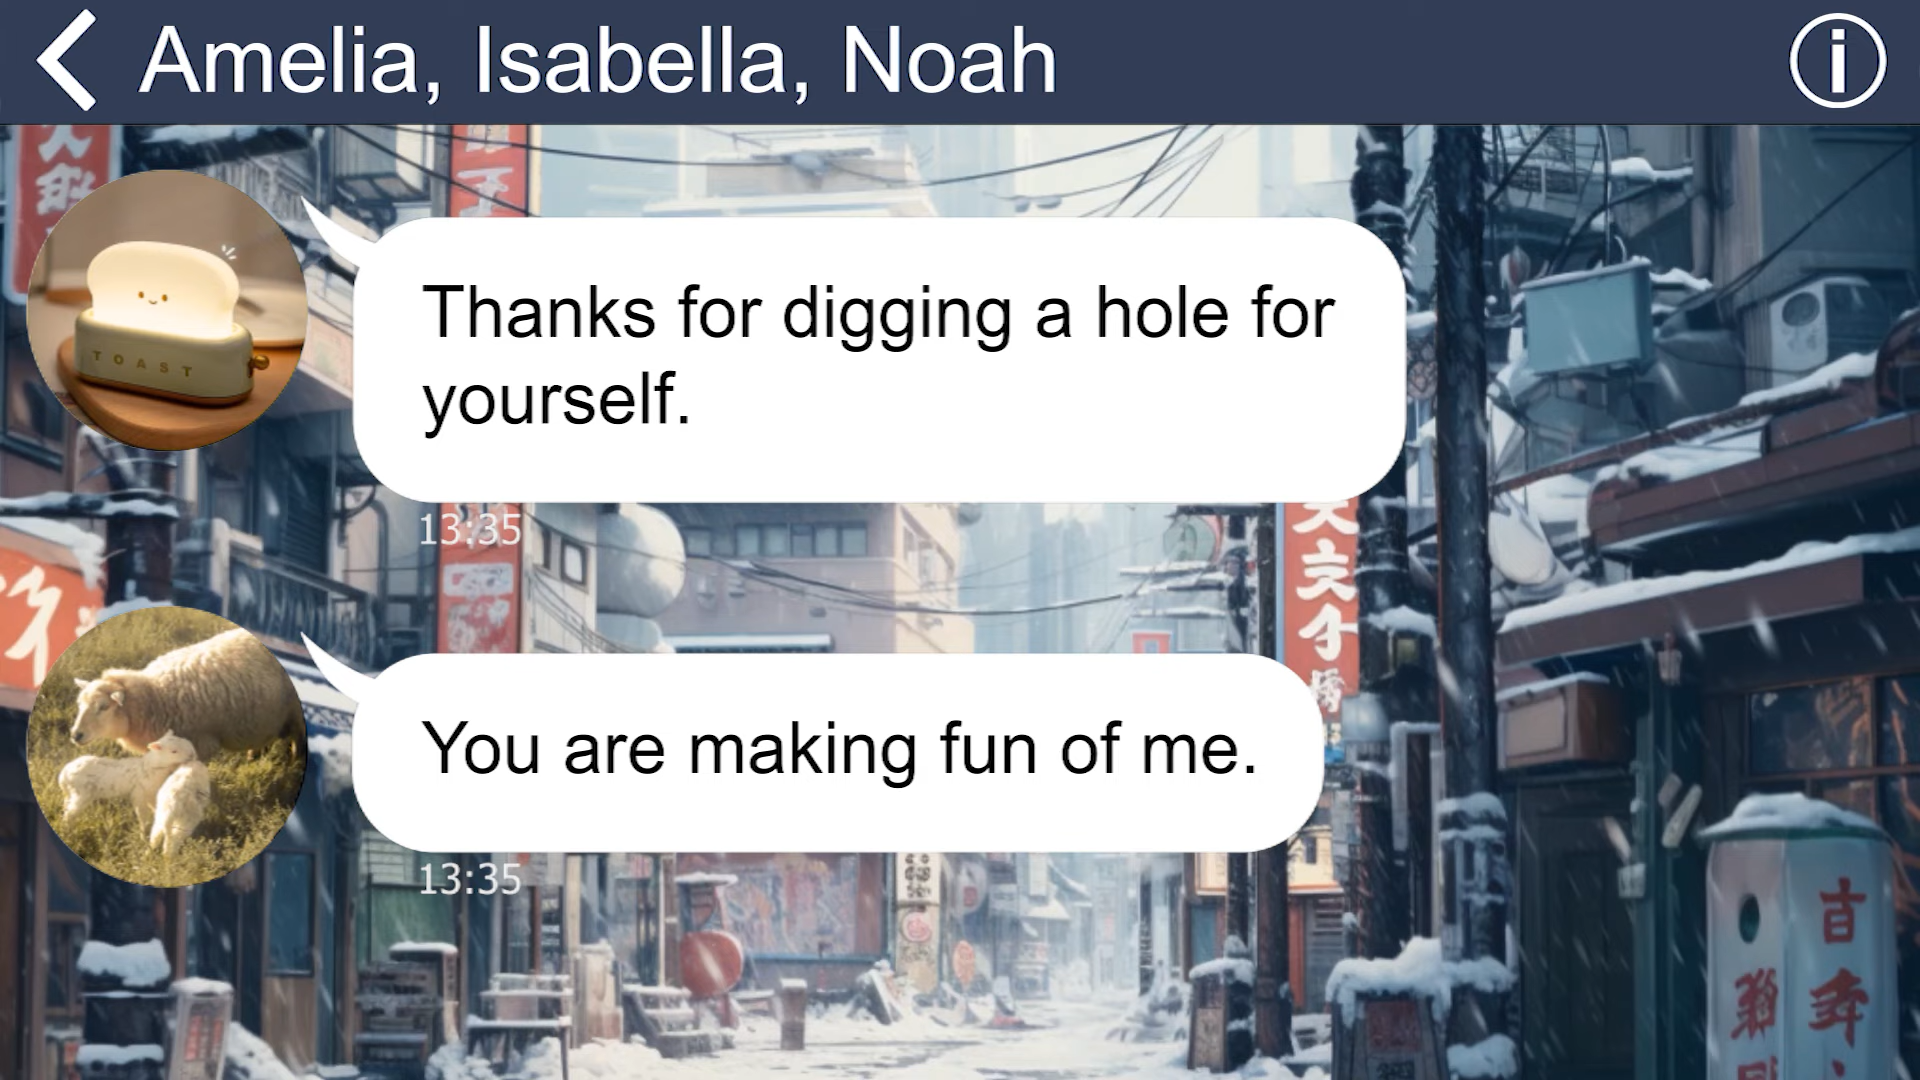 Amelia, Isabella, Noah
TOAST
Thanks for digging a hole for
yourself.
13:35
You are making fun of me.
13:35